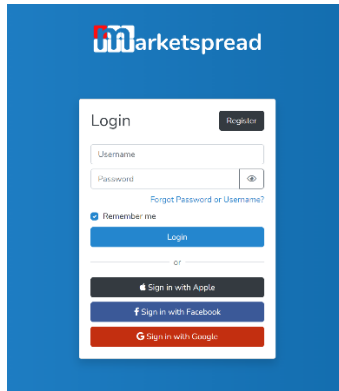 marketspread
Login
Register
Username
Password
Forgot Password or Username?
Remember me
Login
or
Sign in with Apple
Sign in with Facebook
Sign in with Google